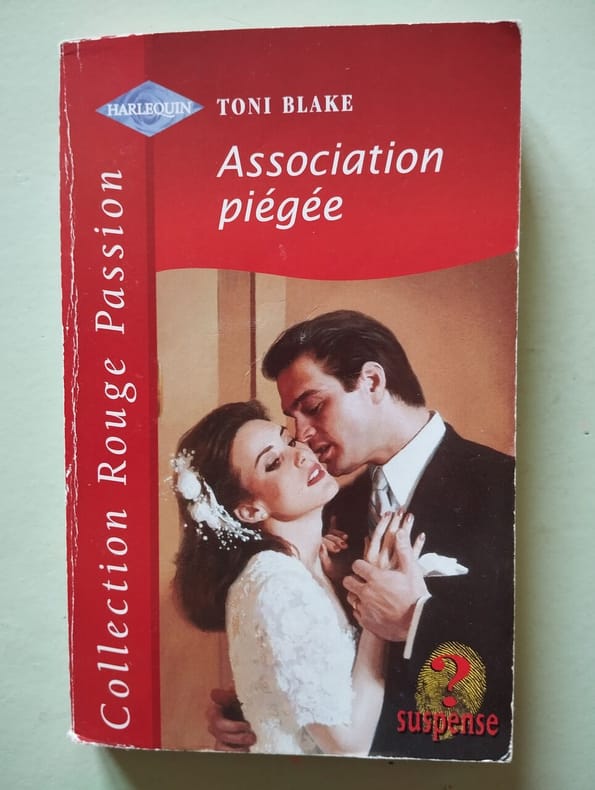 HARLEQUIN
TONI BLAKE
Association
piégée
Collection Rouge Passion
?
suspense